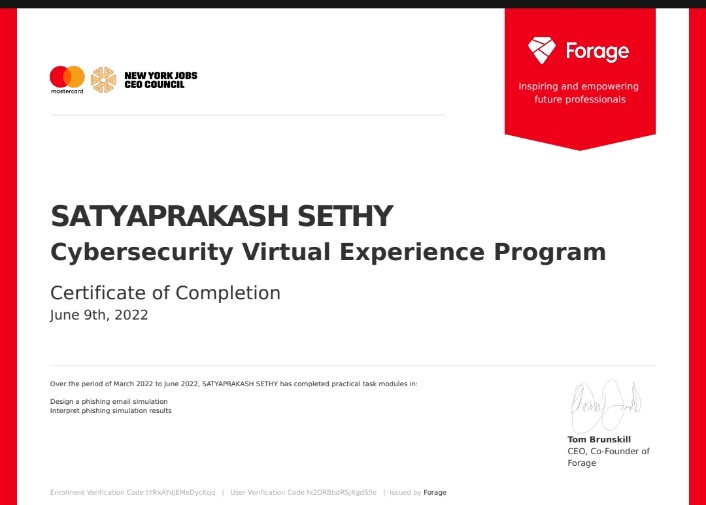 Forage
Inspiring and empowering
future professionals
mastercard
NEW YORK JOBS
CEO COUNCIL
SATYAPRAKASH SETHY
Cybersecurity Virtual Experience Program
Certificate of Completion
June 9th, 2022
Over the period of March 2022 to June 2022, SATYAPRAKASH SETHY has completed practical task modules in:
Design a phishing email simulation
Interpret phishing simulation results
Tom Brunskill
CEO, Co-Founder of
Forage
Enrolment Verification Code | User Verification Code | Issued by Forage